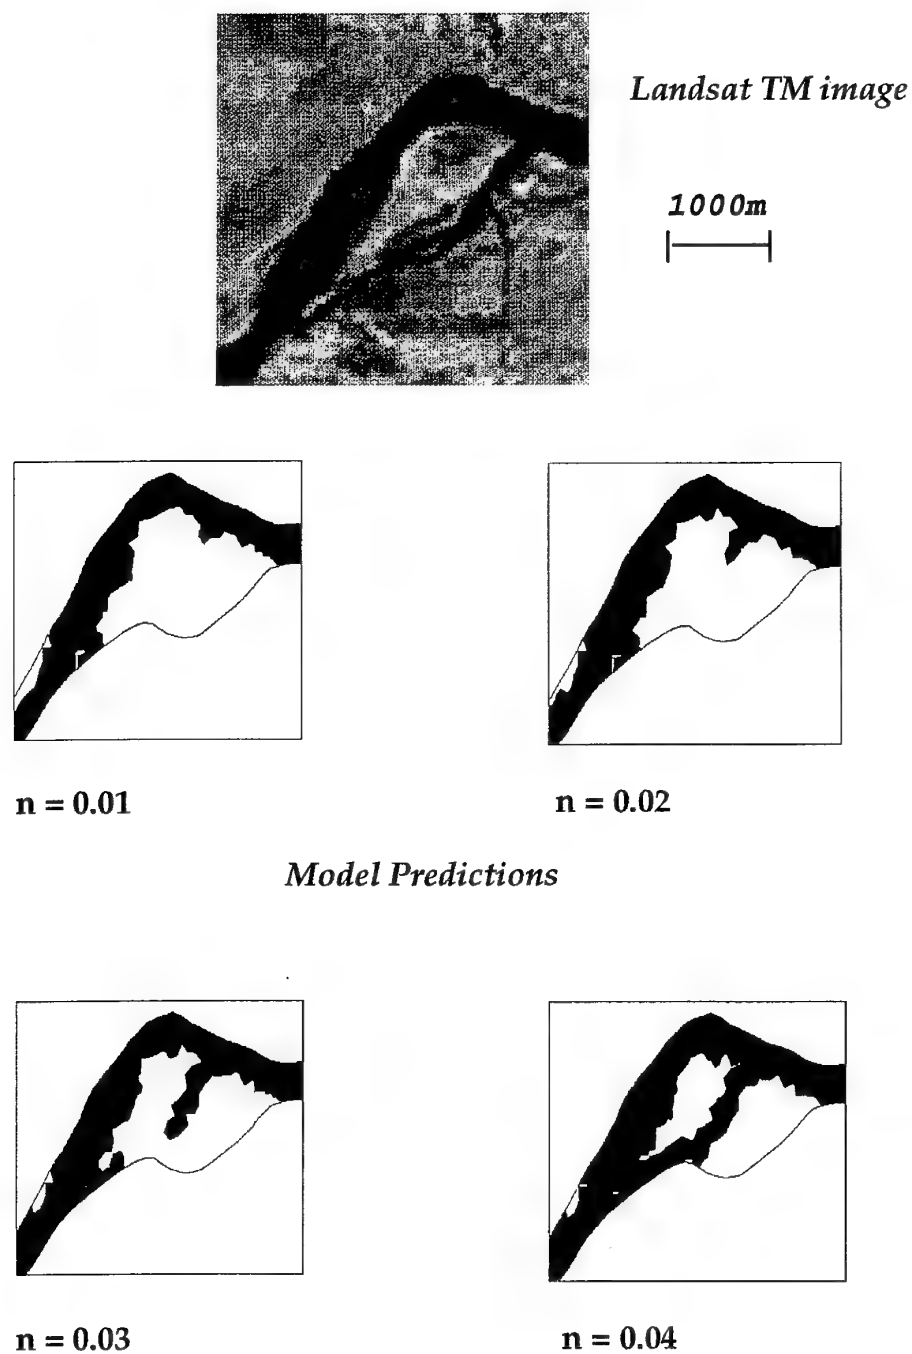 Landsat TM image
1000m
n = 0.01
n = 0.02
Model Predictions
n = 0.03
n = 0.04